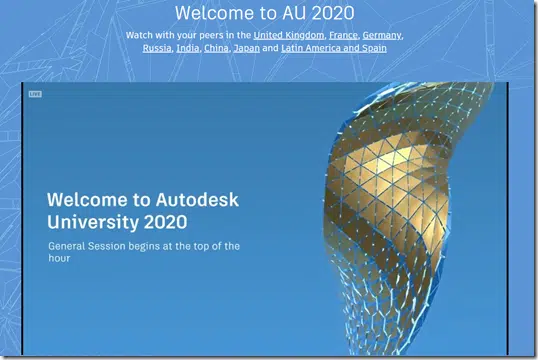 Welcome to AU 2020
Watch with your peers in the United Kingdom, France, Germany,
Russia, India, China, Japan and Latin America and Spain
LIVE
Welcome to Autodesk
University 2020
General Session begins at the top of the
hour